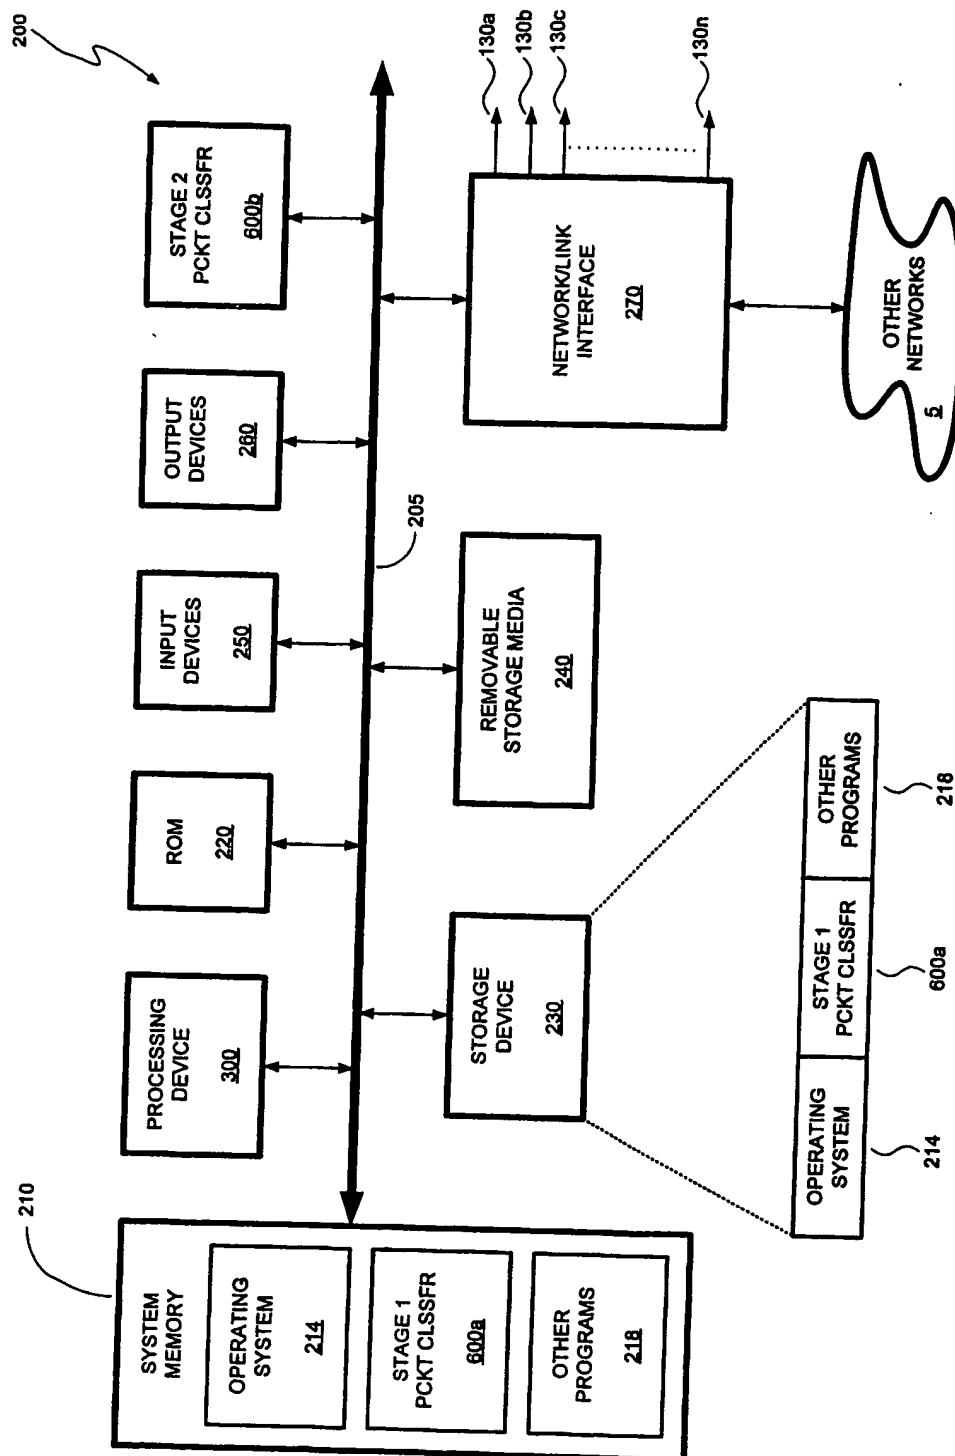 200
210
SYSTEM
MEMORY
OPERATING
SYSTEM
214
STAGE 1
PCKT CLSSFR
600a
OTHER
PROGRAMS
218
PROCESSING
DEVICE
300
ROM
220
INPUT
DEVICES
250
OUTPUT
DEVICES
260
STAGE 2
PCKT CLSSFR
600b
205
STORAGE
DEVICE
230
REMOVABLE
STORAGE MEDIA
240
NETWORK/LINK
INTERFACE
270
130a
130b
130c
130n
OTHER
NETWORKS
5
OPERATING
SYSTEM
STAGE 1
PCKT CLSSFR
OTHER
PROGRAMS
214
600a
218